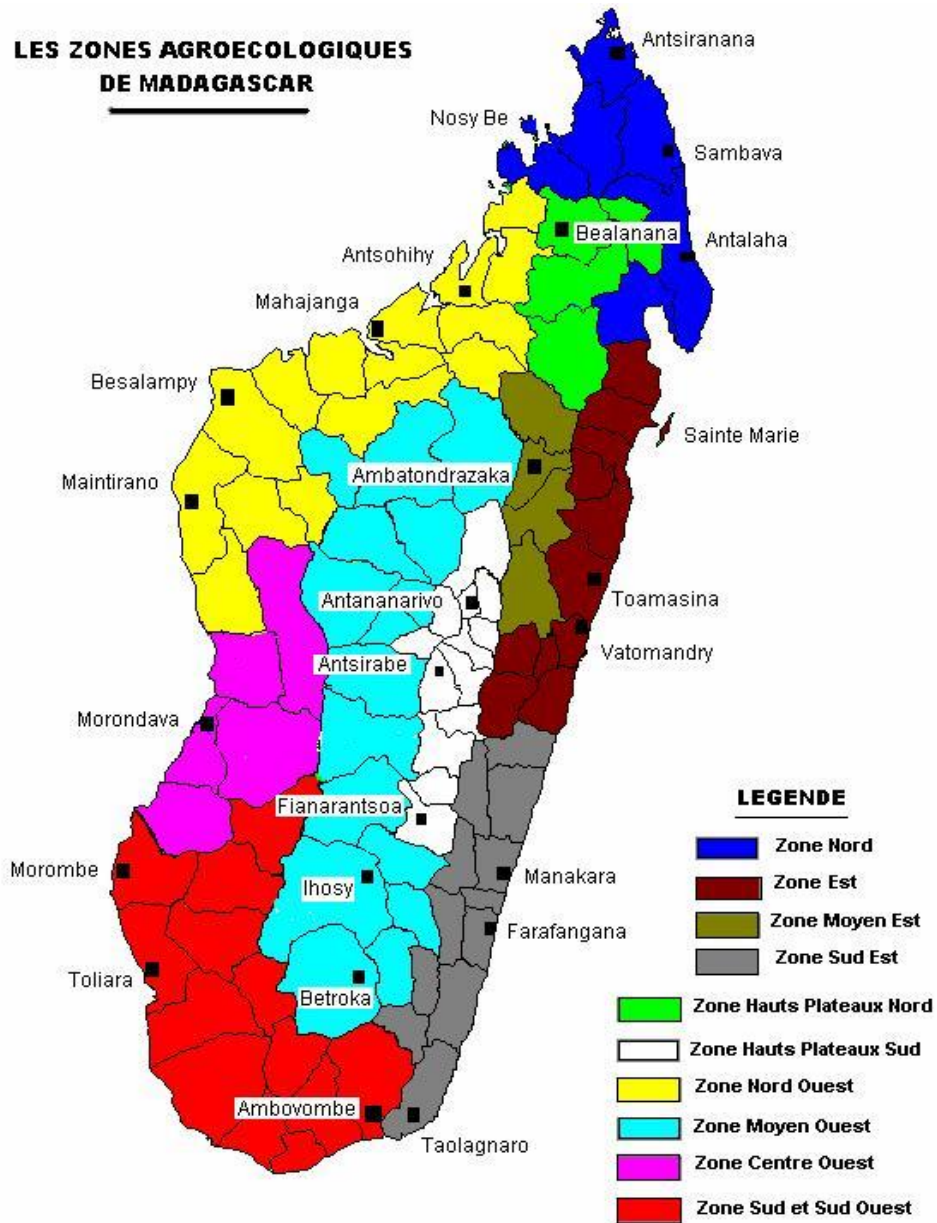 LES ZONES AGROECOLOGIQUES
DE MADAGASCAR
Antsiranana
Nosy Be
Sambava
Bealanana
Antsohihy
Antalaha
Mahajanga
Besalampy
Sainte Marie
Ambatondrazaka
Maintirano
Antananarivo
Toamasina
Antsirabe
Vatomandry
Morondava
Fianarantsoa
Morombe
Ihosy
Manakara
Farafangana
Toliara
Betroka
Ambovombe
Taolagnaro
LEGENDE
Zone Nord
Zone Est
Zone Moyen Est
Zone Sud Est
Zone Hauts Plateaux Nord
Zone Hauts Plateaux Sud
Zone Nord Ouest
Zone Moyen Ouest
Zone Centre Ouest
Zone Sud et Sud Ouest